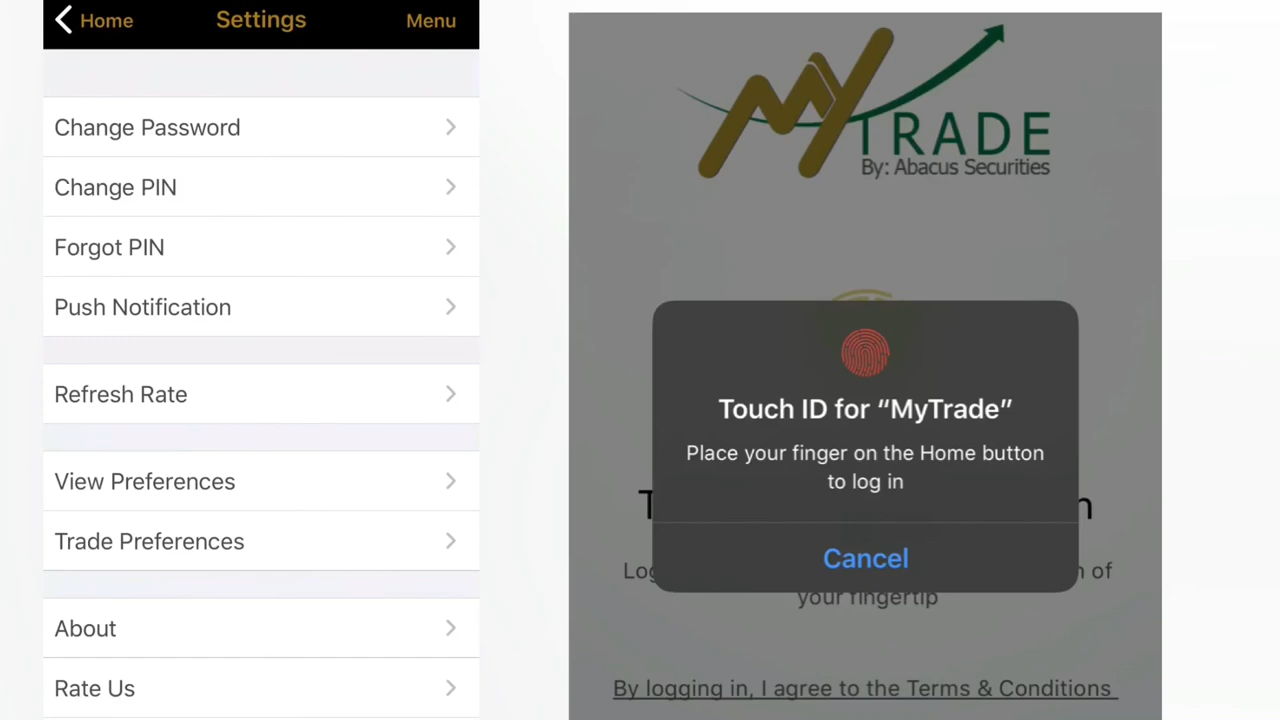 Home
Settings
Menu
Change Password
Change PIN
Forgot PIN
Push Notification
Refresh Rate
View Preferences
Trade Preferences
About
Rate Us
MYTRADE
By: Abacus Securities
Touch ID for “MyTrade”
Place your finger on the Home button
to log in
Cancel
of
your fingertip
By logging in, I agree to the Terms & Conditions